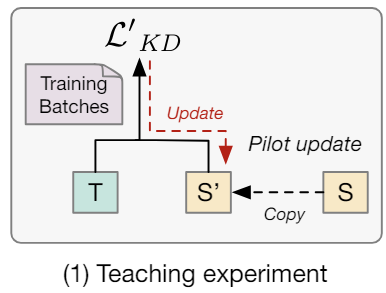 ℒ′ KD
Training
Batches
Update
Pilot update
T
S'
S
Copy
(1) Teaching experiment